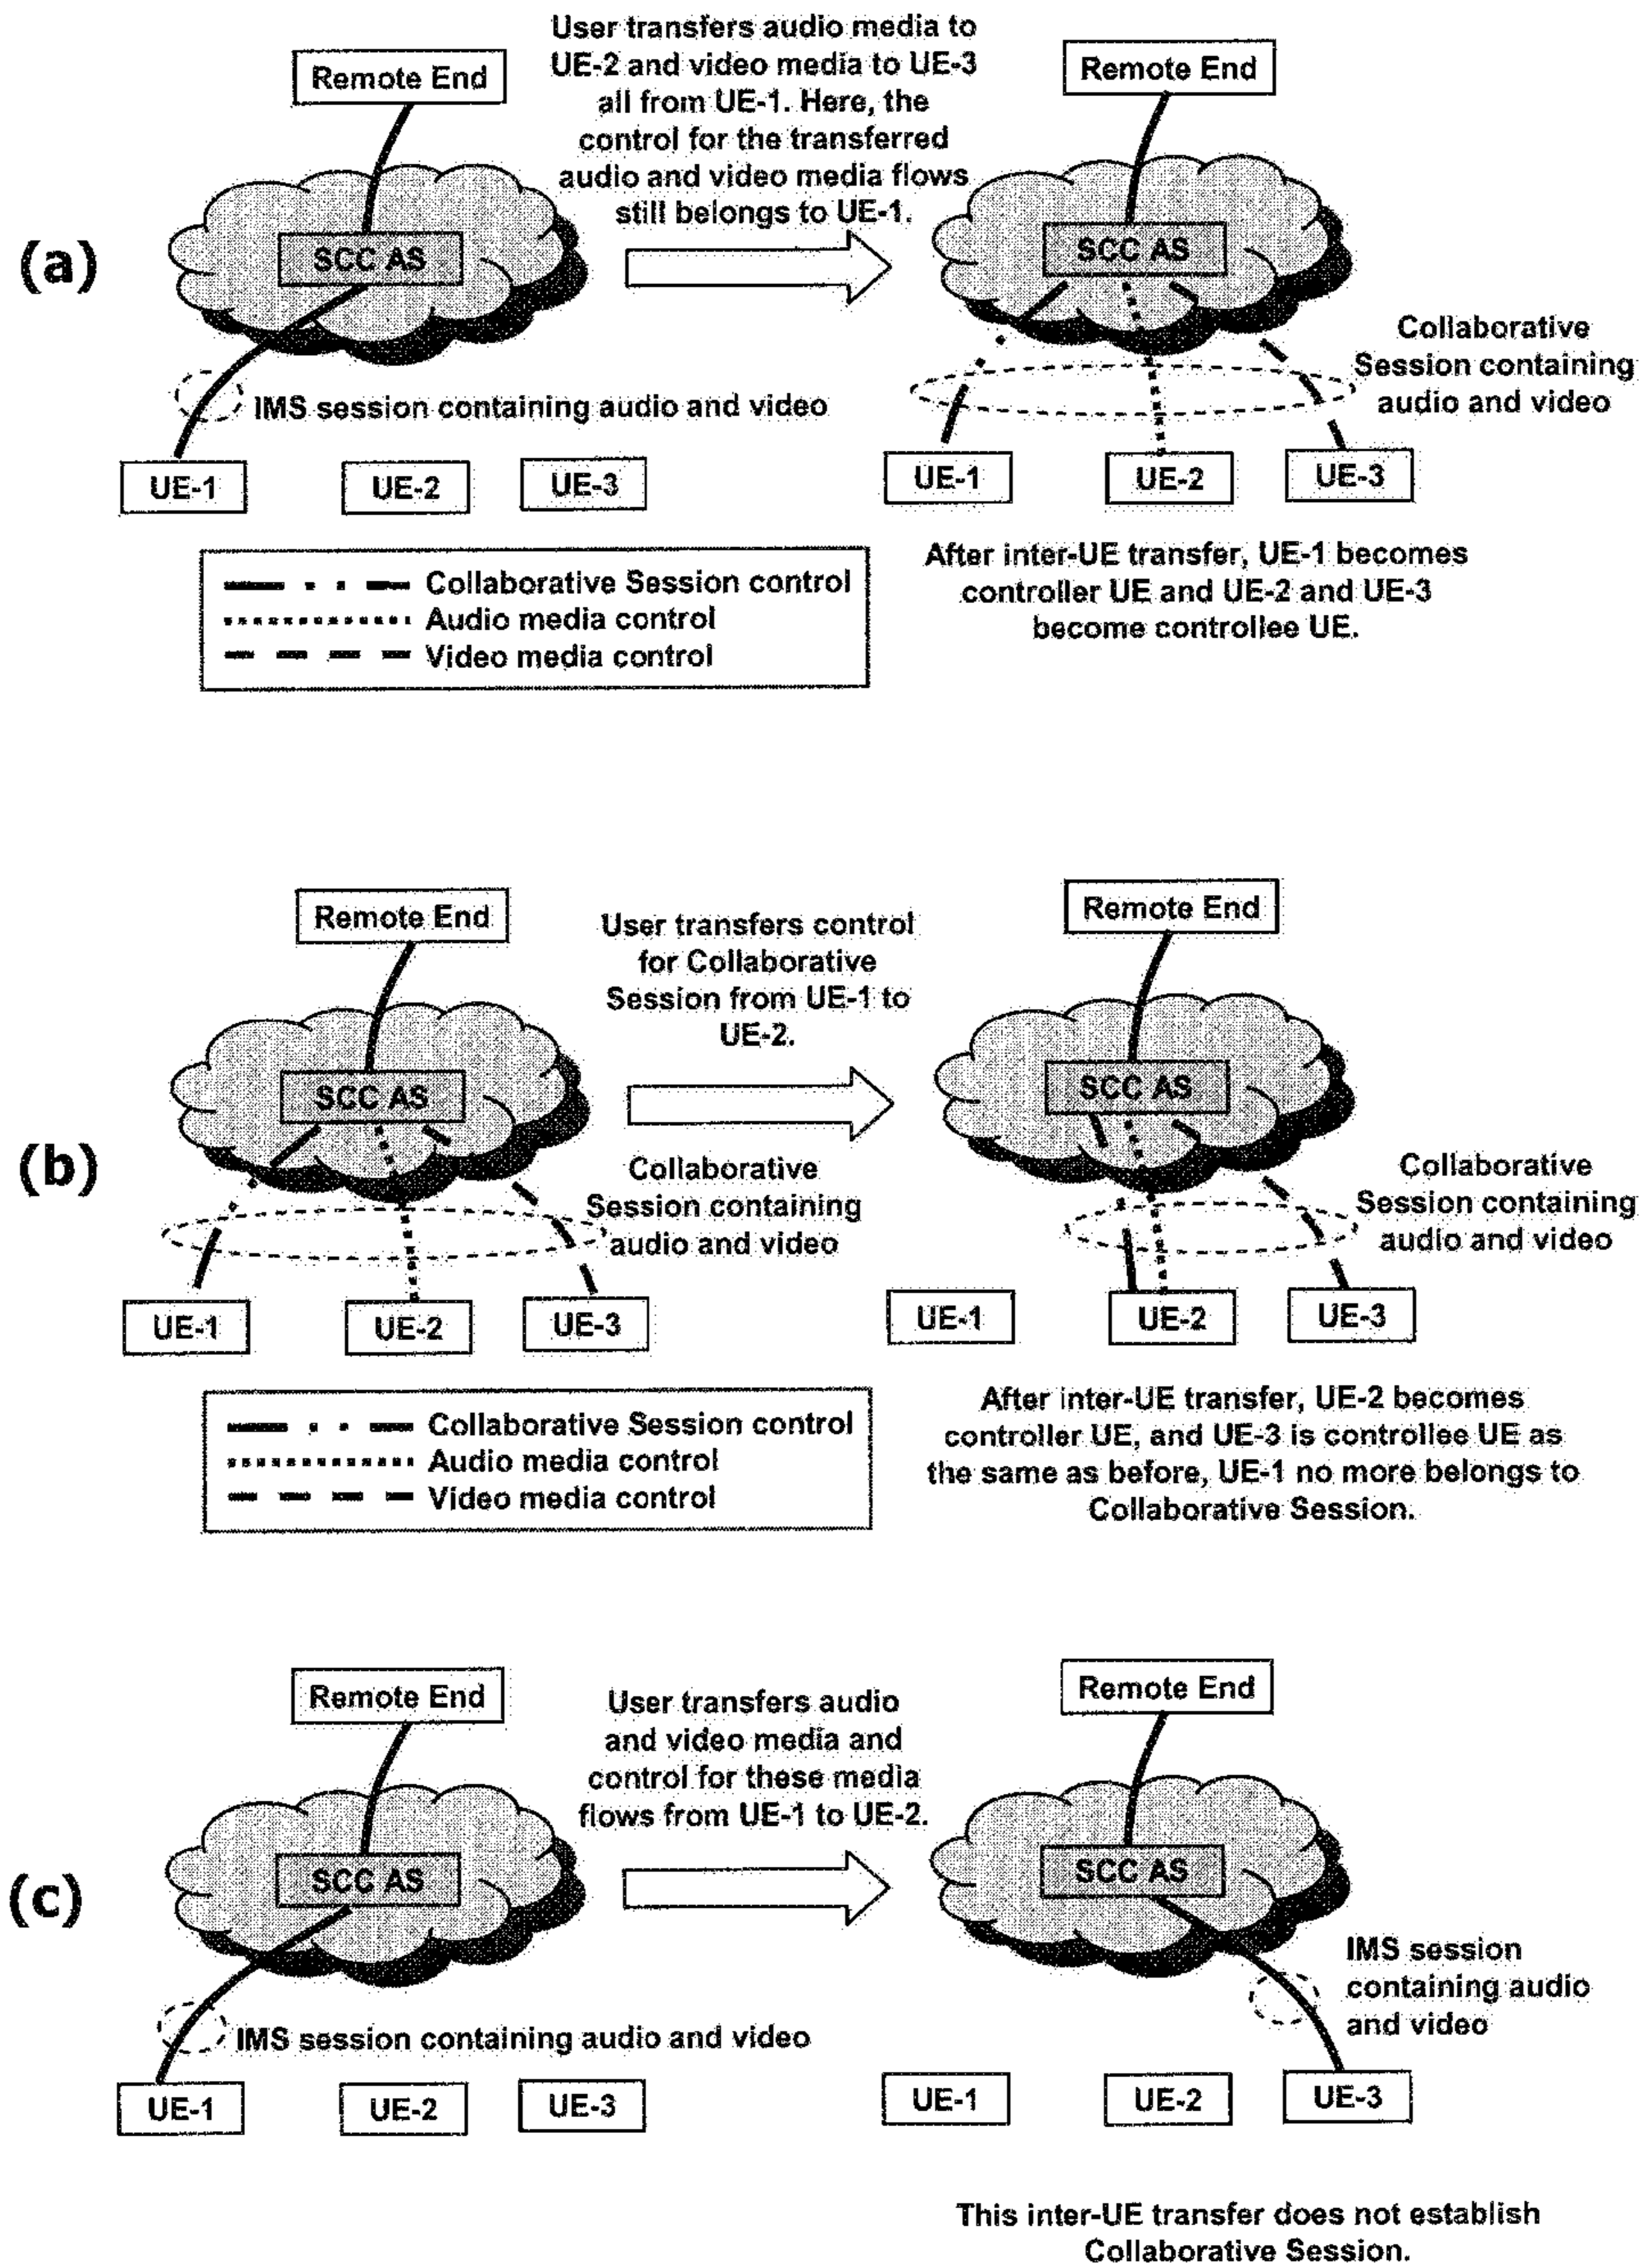 User transfers audio media to
UE-2 and video media to UE-3
all from UE-1. Here, the
control for the transferred
audio and video media flows
still belongs to UE-1.
Remote End
Remote End
(a)
SCC AS
SCC AS
Collaborative
Session containing
audio and video
IMS session containing audio and video
UE-1
UE-2
UE-3
UE-1
UE-2
UE-3
Collaborative Session control
Audio media control
Video media control
After inter-UE transfer, UE-1 becomes
controller UE and UE-2 and UE-3
become controllee UE.
Remote End
User transfers control
for Collaborative
Session from UE-1 to
UE-2.
Remote End
(b)
SCC AS
SCC AS
Collaborative
Session containing
audio and video
Collaborative
Session containing
audio and video
UE-1
UE-2
UE-3
UE-1
UE-2
UE-3
Collaborative Session control
Audio media control
Video media control
After inter-UE transfer, UE-2 becomes
controller UE, and UE-3 is controllee UE as
the same as before, UE-1 no more belongs to
Collaborative Session.
Remote End
User transfers audio
and video media and
control for these media
flows from UE-1 to UE-2.
Remote End
(c)
SCC AS
SCC AS
IMS session
containing audio
and video
IMS session containing audio and video
UE-1
UE-2
UE-3
UE-1
UE-2
UE-3
This inter-UE transfer does not establish
Collaborative Session.